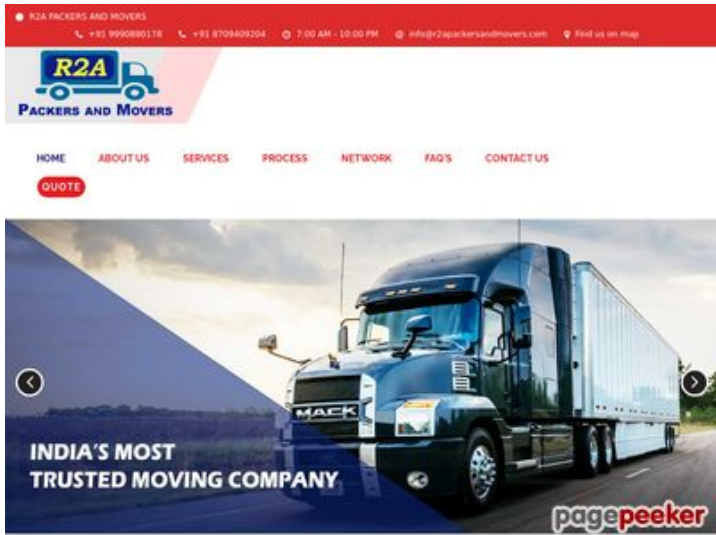 R2A PACKERS AND MOVERS
+91 9990880178 +91 8709409204 7:00 AM - 10:00 PM info@r2apackersandmovers.com Find us on map
R2A
PACKERS AND MOVERS
HOME ABOUT US SERVICES PROCESS NETWORK FAQ'S CONTACT US
QUOTE
MACK
INDIA'S MOST
TRUSTED MOVING COMPANY
pagepeeker